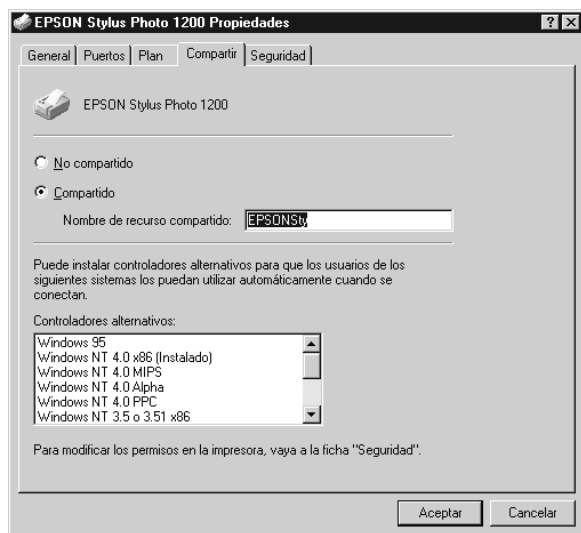 EPSON Stylus Photo 1200 Propiedades
General Puertos Plan Compartir Seguridad
EPSON Stylus Photo 1200
No compartido
Compartido
Nombre de recurso compartido: EPSONSty
Puede instalar controladores alternativos para que los usuarios de los
siguientes sistemas los puedan utilizar automáticamente cuando se
conectan.
Controladores alternativos:
Windows 95
Windows NT 4.0 x86 (Instalado)
Windows NT 4.0 MIPS
Windows NT 4.0 Alpha
Windows NT 4.0 PPC
Windows NT 3.5 o 3.51 x86
Para modificar los permisos en la impresora, vaya a la ficha "Seguridad".
Aceptar Cancelar